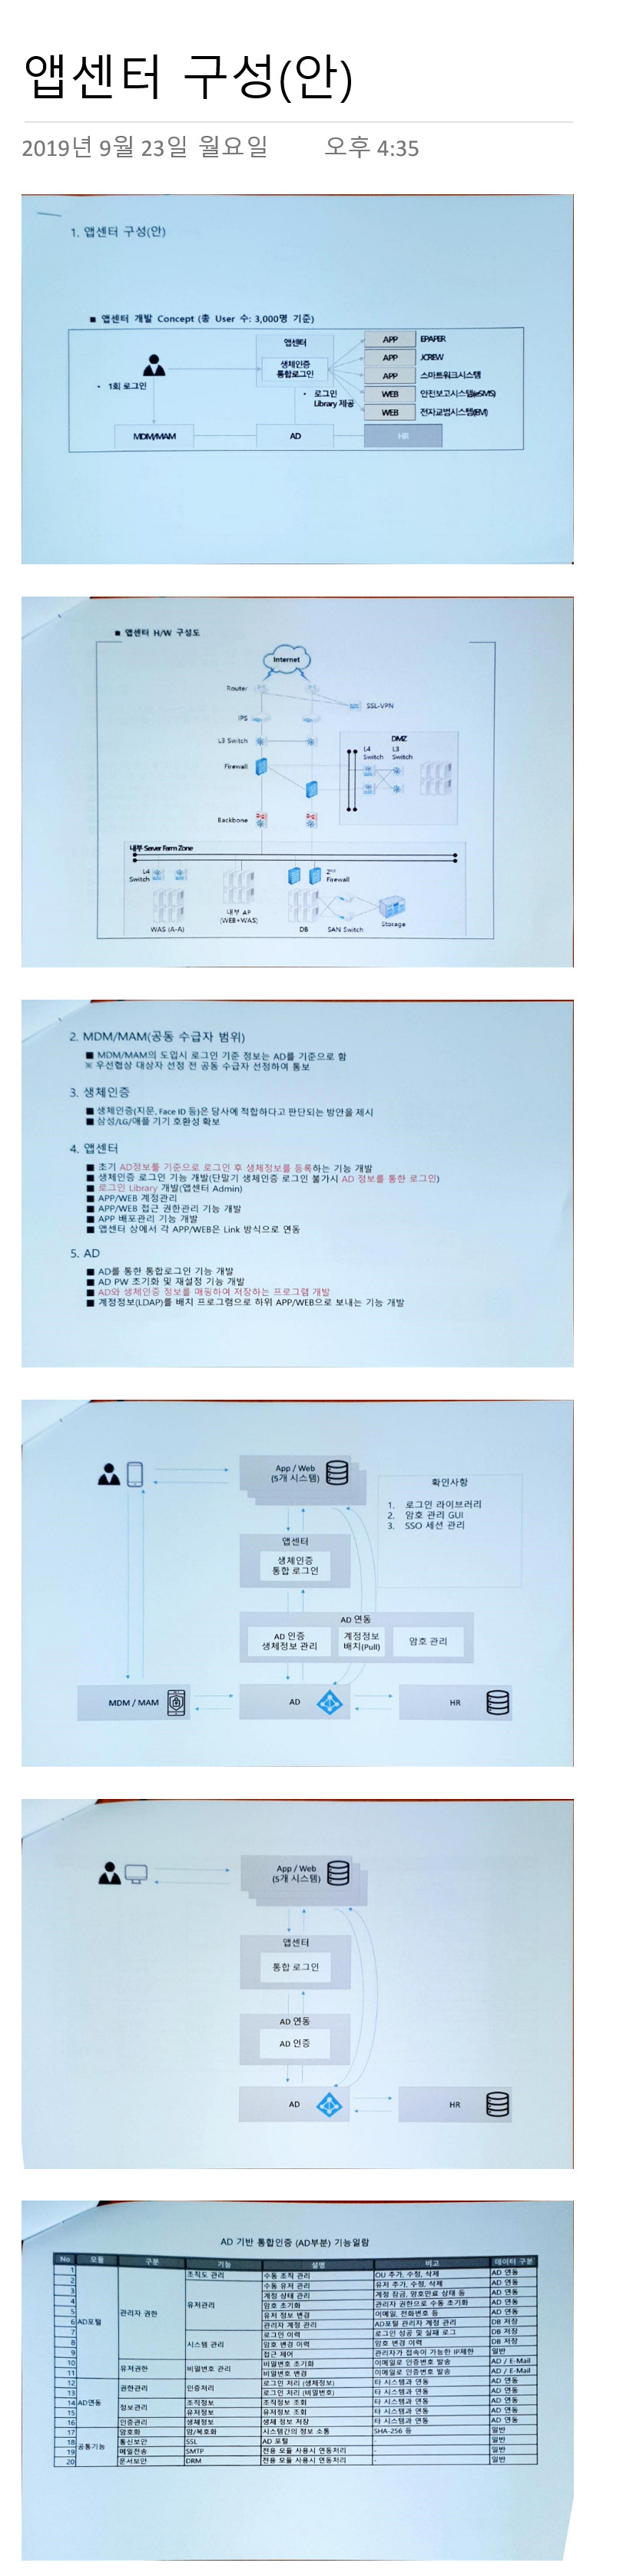 앱센터 구성(안)
2019년 9월 23일 월요일 오후 4:35
1. 앱센터 구성(안)
■ 앱센터 개발 Concept (총 User 수: 3,000명 기준)
앱센터
생체인증
통합로그인
• 1회 로그인
• 로그인
Library 제공
APP EPAPER
APP JCREW
APP 스마트워크시스템
WEB 안전보고시스템(eSMS)
WEB 전자교범시스템(EM)
MDM/MAM
AD
HR
■ 앱센터 H/W 구성도
Internet
Router
SSL-VPN
IPS
L3 Switch
DMZ
L4 Switch
L3 Switch
Firewall
Backbone
내부 Server Farm Zone
L4 Switch
Firewall
WAS (A-A)
내부 AP
(WEB+WAS)
DB
SAN Switch
Storage
2. MDM/MAM(공동 수급자 범위)
■ MDM/MAM의 도입시 로그인 기준 정보는 AD를 기준으로 함
※ 우선협상 대상자 선정 전 공동 수급자 선정하여 통보
3. 생체인증
■ 생체인증(지문, Face ID 등)은 당사에 적합하다고 판단되는 방안을 제시
■ 삼성/LG/애플 기기 호환성 확보
4. 앱센터
■ 초기 AD정보를 기준으로 로그인 후 생체정보를 등록하는 기능 개발
■ 생체인증 로그인 기능 개발(단말기 생체인증 로그인 불가시 AD 정보를 통한 로그인)
■ 로그인 Library 개발(앱센터 Admin)
■ APP/WEB 계정관리
■ APP/WEB 접근 권한관리 기능 개발
■ APP 배포관리 기능 개발
■ 앱센터 상에서 각 APP/WEB은 Link 방식으로 연동
5. AD
■ AD를 통한 통합로그인 기능 개발
■ AD PW 초기화 및 재설정 기능 개발
■ AD와 생체인증 정보를 매핑하여 저장하는 프로그램 개발
■ 계정정보(LDAP)를 배치 프로그램으로 하위 APP/WEB으로 보내는 기능 개발
App / Web
(5개 시스템)
확인사항
1. 로그인 라이브러리
2. 암호 관리 GUI
3. SSO 세션 관리
앱센터
생체인증
통합 로그인
AD 연동
AD 인증
생체정보 관리
계정정보
배치(Pull)
암호 관리
MDM / MAM
AD
HR
App / Web
(5개 시스템)
앱센터
통합 로그인
AD 연동
AD 인증
AD
HR
AD 기반 통합인증 (AD부분) 기능일람
No 모듈 구분 기능 설명 비고 데이터 구분
1 AD포탈 관리자 권한 조직도 관리 수동 조직 관리 OU 추가, 수정, 삭제 AD 연동
2 유저관리 수동 유저 관리 유저 추가, 수정, 삭제 AD 연동
3 계정 상태 관리 계정 잠금, 암호만료 상태 등 AD 연동
4 암호 초기화 관리자 권한으로 수동 초기화 AD 연동
5 유저 정보 변경 이메일, 전화번호 등 AD 연동
6 관리자 계정 관리 AD포탈 관리자 계정 관리 DB 저장
7 시스템 관리 로그인 이력 로그인 성공 및 실패 로그 DB 저장
8 암호 변경 이력 암호 변경 이력 DB 저장
9 접근 제어 관리자가 접속이 가능한 IP제한 일반
10 유저권한 비밀번호 관리 비밀번호 초기화 이메일로 인증번호 발송 AD / E-Mail
11 비밀번호 변경 이메일로 인증번호 발송 AD / E-Mail
12 AD연동 권한관리 인증처리 로그인 처리 (생체정보) 타 시스템과 연동 AD 연동
13 로그인 처리 (비밀번호) 타 시스템과 연동 AD 연동
14 정보관리 조직정보 조직정보 조회 타 시스템과 연동 AD 연동
15 유저정보 유저정보 조회 타 시스템과 연동 AD 연동
16 인증관리 생체정보 생체 정보 저장 타 시스템과 연동 AD 연동
17 공통기능 암호화 암/복호화 시스템간의 정보 소통 SHA-256 등 일반
18 통신보안 SSL AD 포탈 - 일반
19 메일전송 SMTP 전용 모듈 사용시 연동처리 - 일반
20 문서보안 DRM 전용 모듈 사용시 연동처리 - 일반